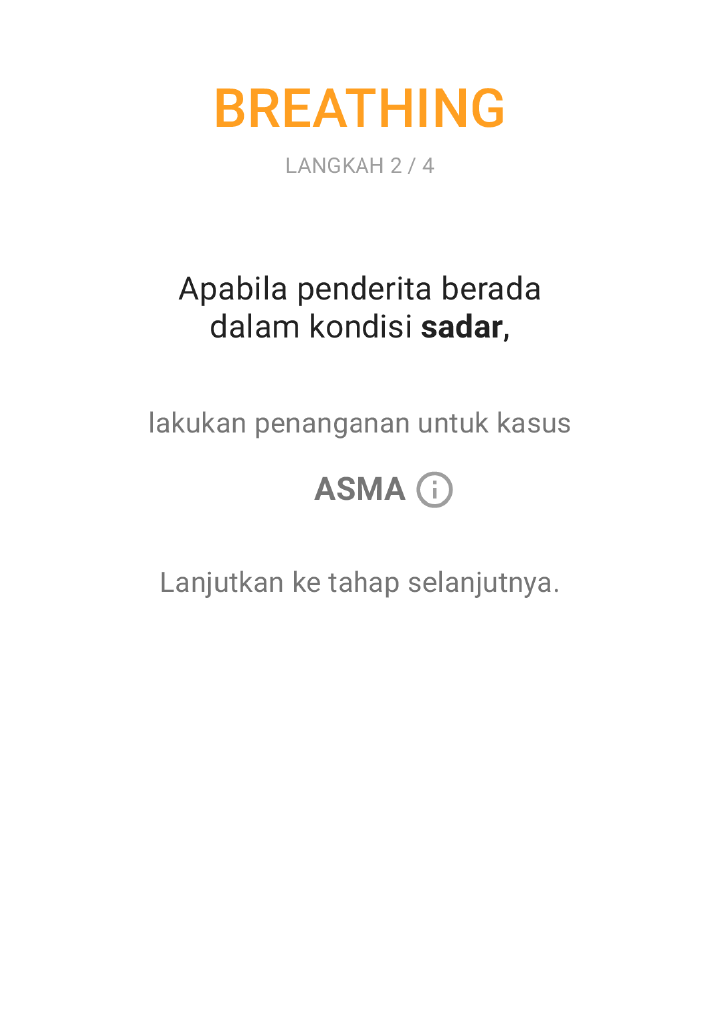 BREATHING
LANGKAH 2 / 4
Apabila penderita berada
dalam kondisi sadar,
lakukan penanganan untuk kasus
ASMA
Lanjutkan ke tahap selanjutnya.